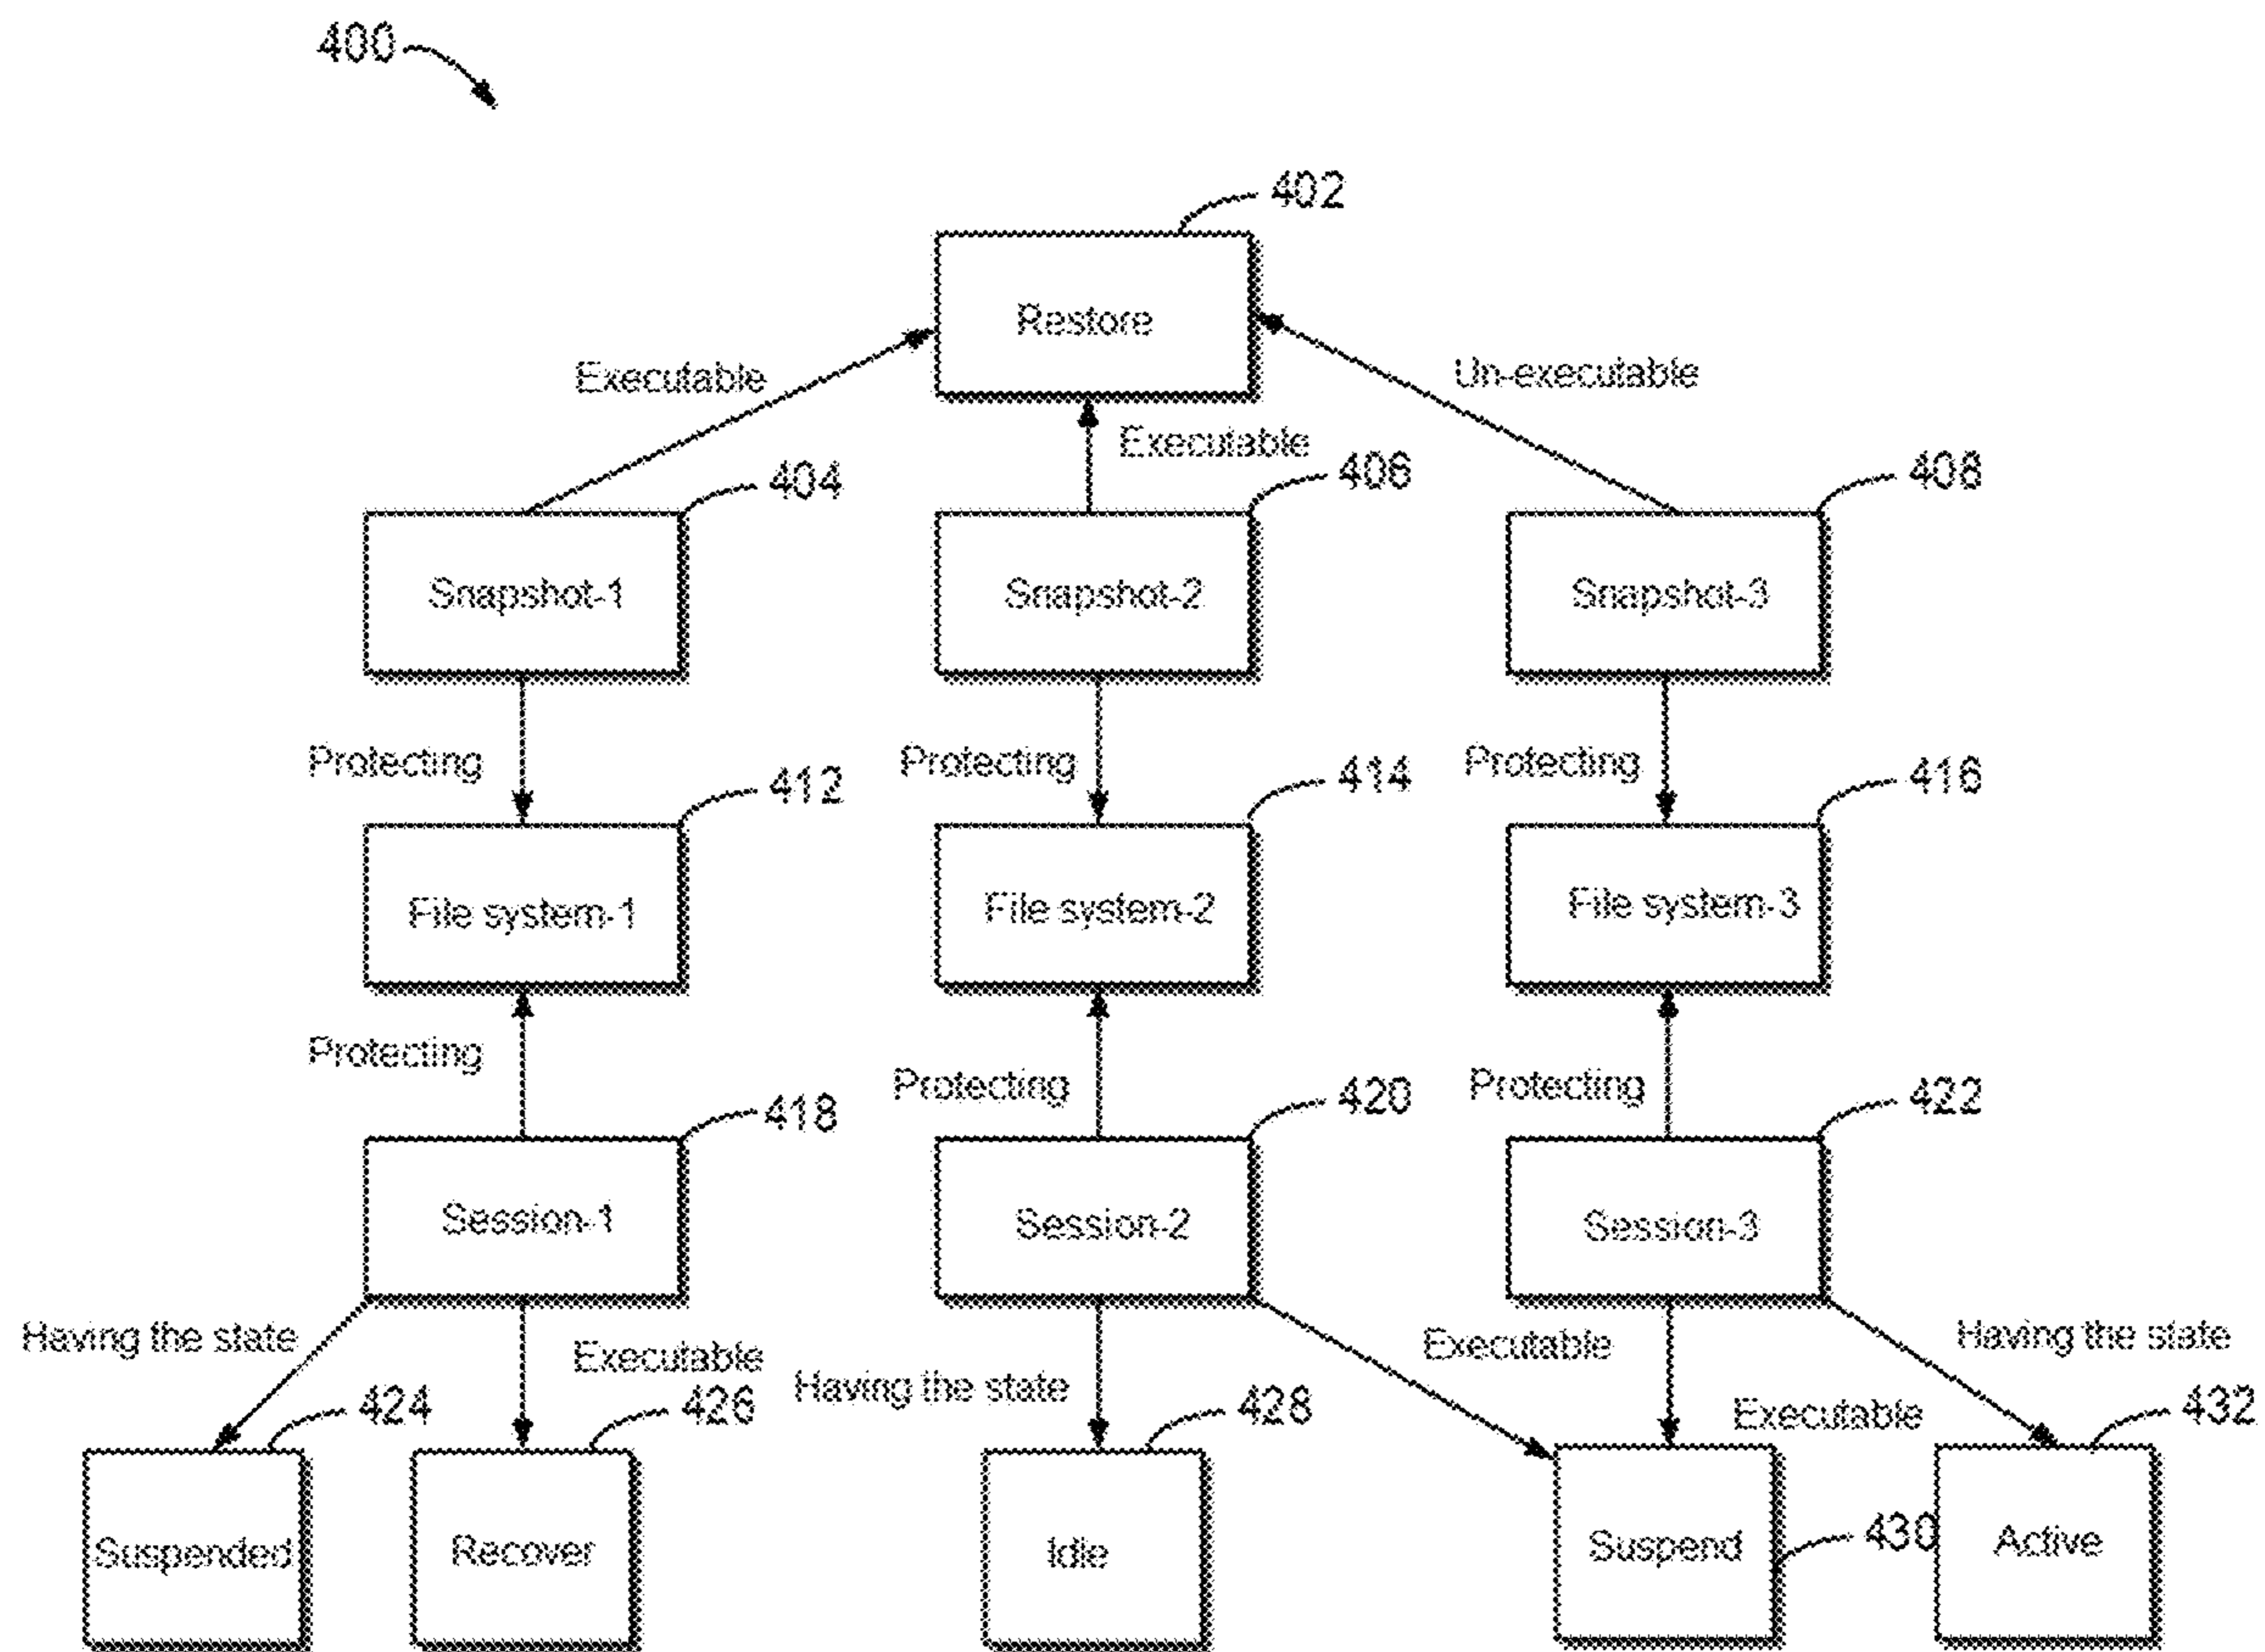 400
402
Restore
Executable
Un-executable
Executable
404
406
408
Snapshot-1
Snapshot-2
Snapshot-3
Protecting
Protecting
Protecting
412
414
416
File system-1
File system-2
File system-3
Protecting
Protecting
Protecting
418
420
422
Session-1
Session-2
Session-3
Having the state
Executable
Having the state
Executable
Executable
Having the state
424
426
428
430
432
Suspended
Recover
Idle
Suspend
Active